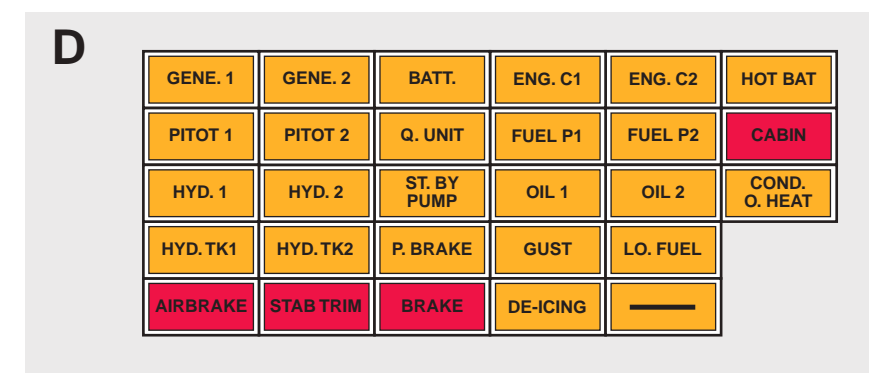 D
GENE. 1 GENE. 2 BATT. ENG. C1 ENG. C2 HOT BAT
PITOT 1 PITOT 2 Q. UNIT FUEL P1 FUEL P2 CABIN
HYD. 1 HYD. 2 ST. BY PUMP OIL 1 OIL 2 COND. O. HEAT
HYD. TK1 HYD. TK2 P. BRAKE GUST LO. FUEL
AIRBRAKE STAB TRIM BRAKE DE-ICING